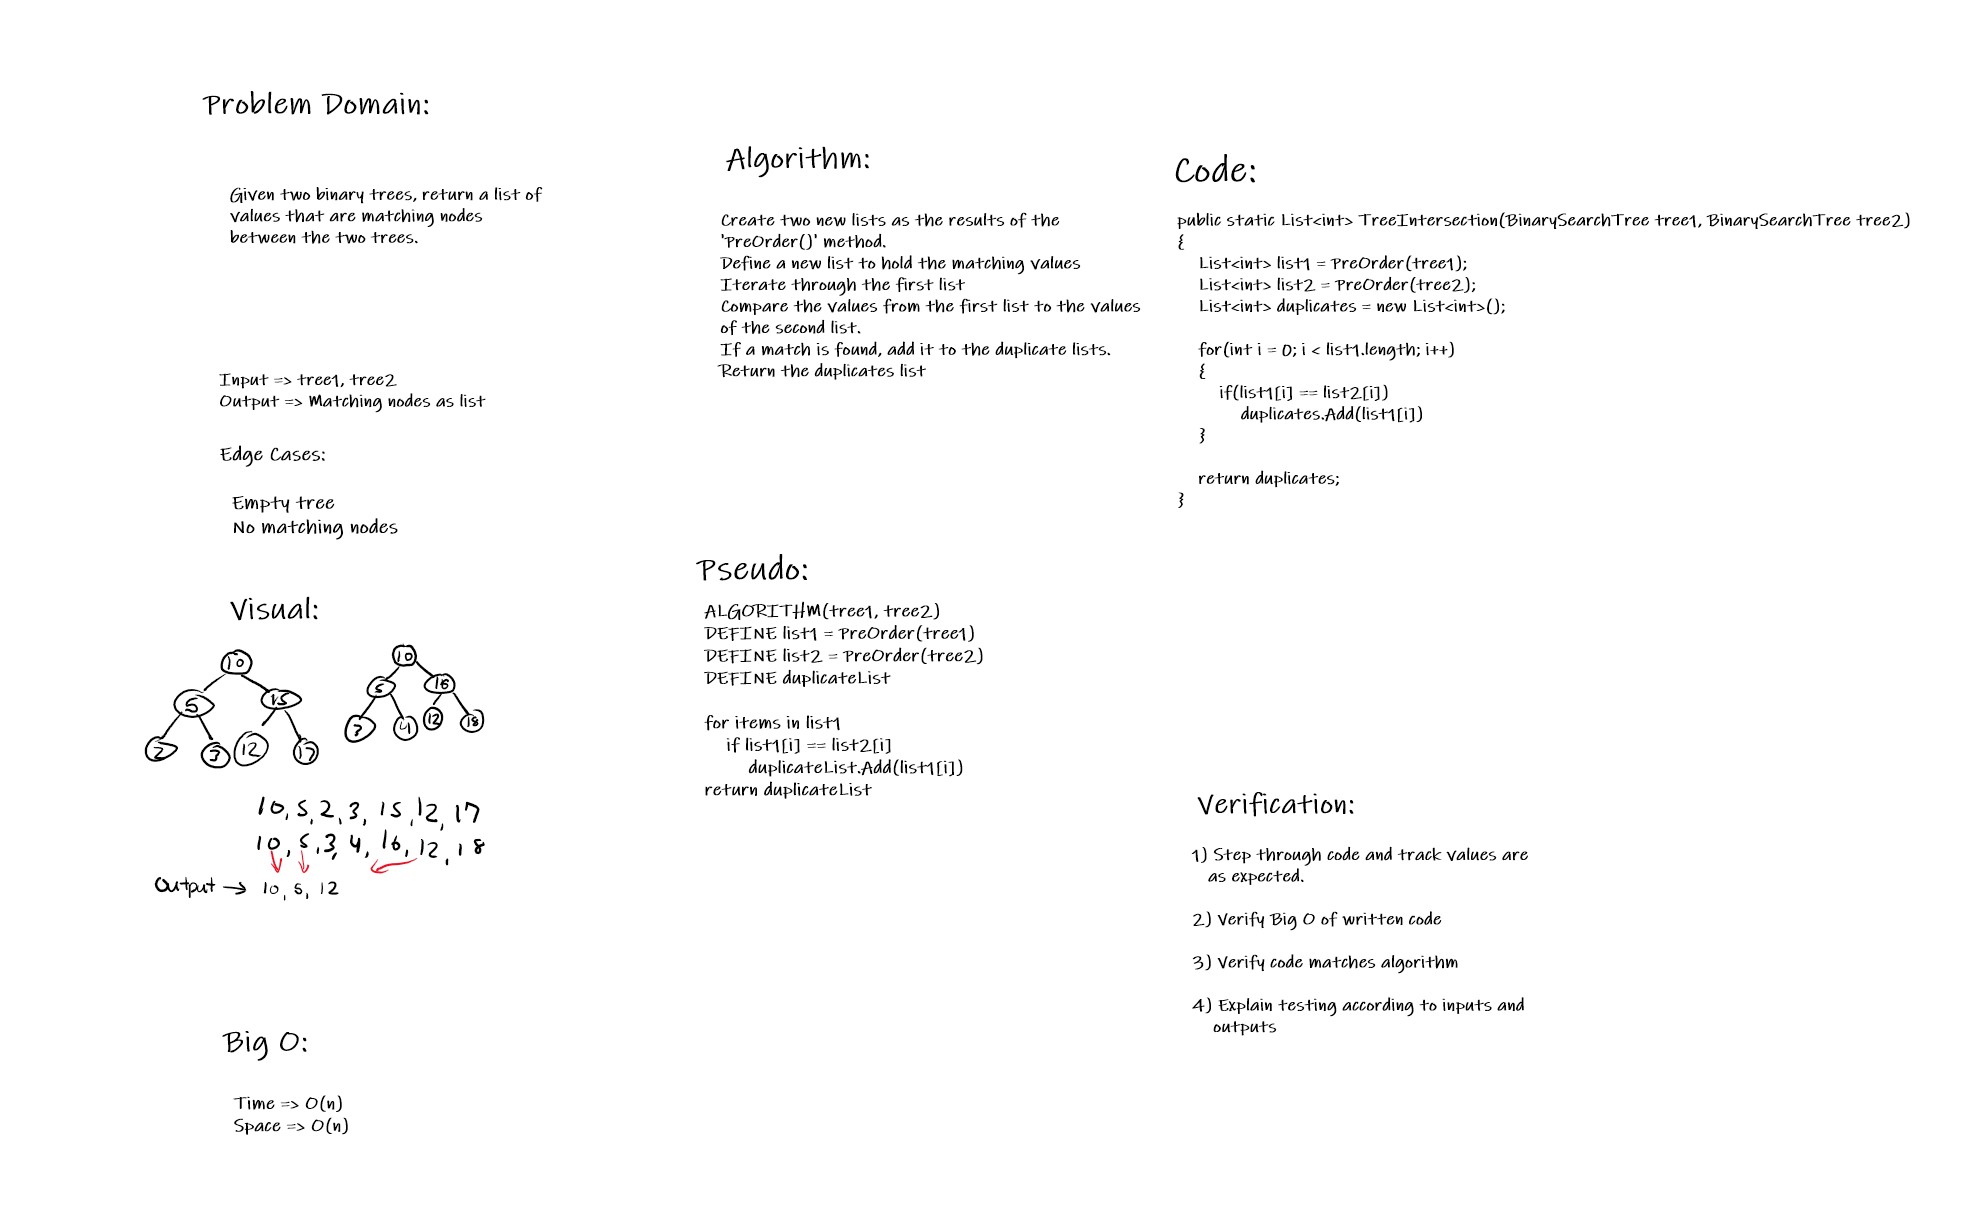 Problem Domain:
Given two binary trees, return a list of
values that are matching nodes
between the two trees.
Input => tree1, tree2
Output => Matching nodes as list
Edge Cases:
Empty tree
No matching nodes
Visual:
10
5
15
2
3
12
17
10
5
16
3
4
12
18
10, 5, 2, 3, 15, 12, 17
10, 5, 3, 4, 16, 12, 18
Output → 10, 5, 12
Big O:
Time => O(n)
Space => O(n)
Algorithm:
Create two new lists as the results of the
'PreOrder()' method.
Define a new list to hold the matching values
Iterate through the first list
Compare the values from the first list to the values
of the second list.
If a match is found, add it to the duplicate lists.
Return the duplicates list
Pseudo:
ALGORITHM(tree1, tree2)
DEFINE list1 = PreOrder(tree1)
DEFINE list2 = PreOrder(tree2)
DEFINE duplicateList
for items in list1
if list1[i] == list2[i]
duplicateList.Add(list1[i])
return duplicateList
Code:
public static List<int> TreeIntersection(BinarySearchTree tree1, BinarySearchTree tree2)
{
List<int> list1 = PreOrder(tree1);
List<int> list2 = PreOrder(tree2);
List<int> duplicates = new List<int>();
for(int i = 0; i < list1.length; i++)
{
if(list1[i] == list2[i])
duplicates.Add(list1[i])
}
return duplicates;
}
Verification:
1) Step through code and track values are
as expected.
2) Verify Big O of written code
3) Verify code matches algorithm
4) Explain testing according to inputs and
outputs